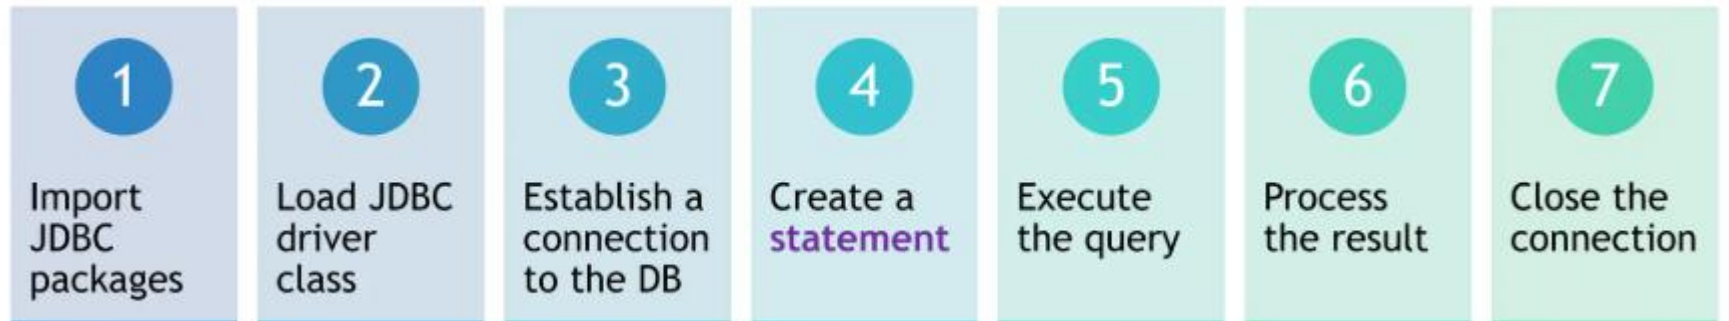 1
Import
JDBC
packages
2
Load JDBC
driver
class
3
Establish a
connection
to the DB
4
Create a
statement
5
Execute
the query
6
Process
the result
7
Close the
connection